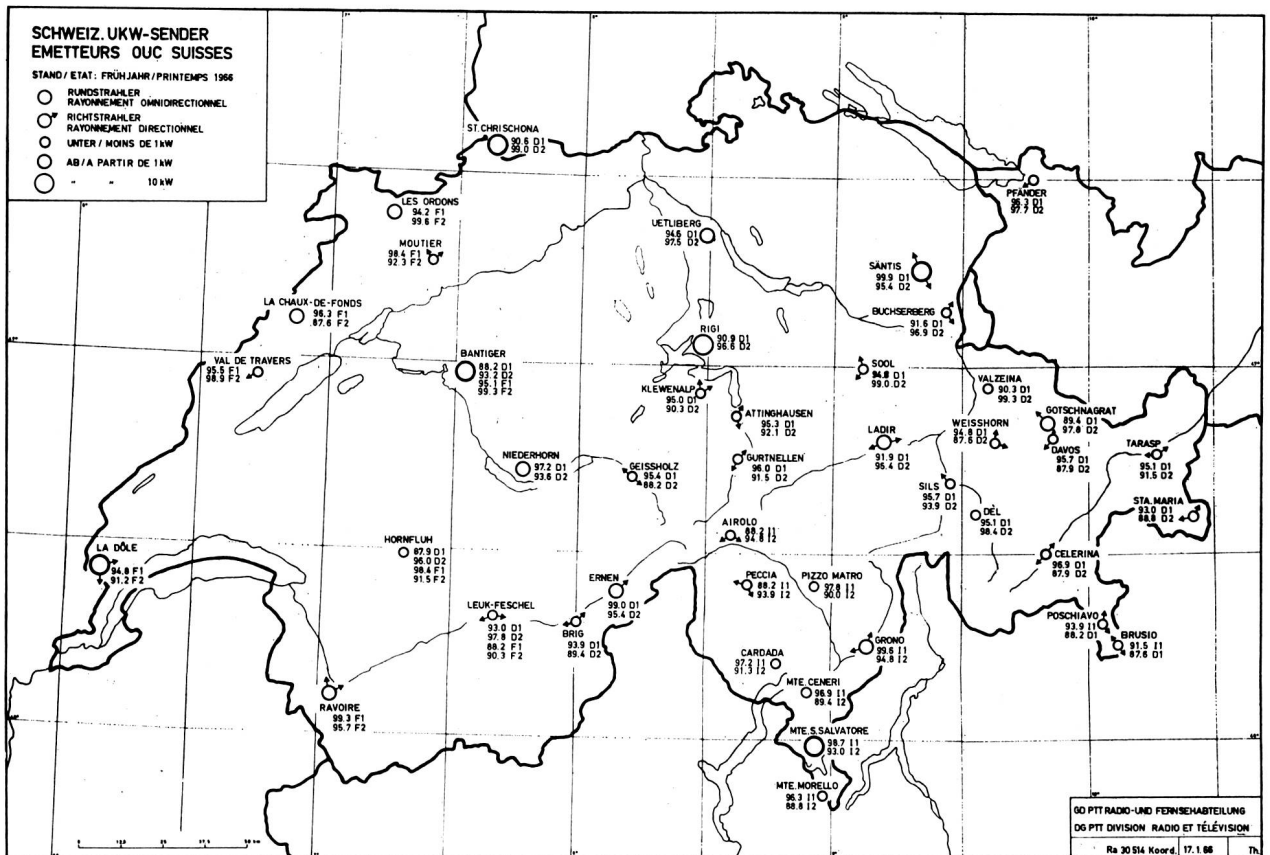 SCHWEIZ. UKW-SENDER
EMETTEURS OUC SUISSES
STAND / ETAT: FRÜHJAHR / PRINTEMPS 1966
RUNDSTRAHLER
RAYONNEMENT OMNIDIRECTIONNEL
RICHTSTRAHLER
RAYONNEMENT DIRECTIONNEL
UNTER / MOINS DE 1kW
AB / A PARTIR DE 1kW
" " 10 kW
ST. CHRISCHONA
90.6 D1
99.0 D2
LES ORDONS
94.2 F1
99.6 F2
MOUTIER
98.4 F1
92.3 F2
UETLIBERG
94.6 D1
97.5 D2
PFÄNDER
96.3 D1
97.7 D2
SÄNTIS
99.9 D1
95.4 D2
LA CHAUX-DE-FONDS
96.3 F1
87.6 F2
BUCHSERBERG
91.6 D1
96.9 D2
RIGI
90.9 D1
96.6 D2
VAL DE TRAVERS
95.5 F1
98.9 F2
BANTIGER
88.2 D1
93.2 D2
95.1 F1
99.3 F2
SOOL
D1
99.0 D2
KLEWENALP
95.0 D1
90.3 D2
VALZEINA
90.3 D1
99.3 D2
ATTINGHAUSEN
95.3 D1
92.1 D2
GOTSCHNAGRAT
89.4 D1
97.8 D2
WEISSHORN
94.8 D1
87.6 D2
LADIR
91.9 D1
96.4 D2
DAVOS
95.7 D1
87.9 D2
TARASP
95.1 D1
91.5 D2
NIEDERHORN
97.2 D1
93.6 D2
GEISSHOLZ
95.4 D1
88.2 D2
GURTNELLEN
96.0 D1
91.5 D2
SILS
95.7 D1
93.9 D2
STA. MARIA
93.0 D1
88.8 D2
DÈL
95.1 D1
98.4 D2
AIROLO
88.2 I1
94.8 I2
HORNFLUH
87.9 D1
96.0 D2
98.4 F1
91.5 F2
LA DÔLE
94.8 F1
91.2 F2
CELERINA
96.9 D1
87.9 D2
ERNEN
99.0 D1
95.4 D2
PECCIA
88.2 I1
93.9 I2
PIZZO MATRO
97.8 I1
90.0 I2
LEUK-FESCHEL
93.0 D1
97.8 D2
88.2 F1
90.3 F2
BRIG
93.9 D1
89.4 D2
POSCHIAVO
93.9 I1
88.2 D1
BRUSIO
91.5 I1
87.6 D1
GRONO
99.6 I1
94.8 I2
CARDADA
97.2 I1
91.3 I2
MTE. CENERI
96.9 I1
89.4 I2
RAVOIRE
99.3 F1
95.7 F2
MTE. S. SALVATORE
98.7 I1
93.0 I2
MTE. MORELLO
96.3 I1
88.8 I2
GD PTT RADIO-UND FERNSEHABTEILUNG
DG PTT DIVISION RADIO ET TÉLÉVISION
Ra 30 514 Koord. 17. 1. 66 Th.
0 12,5 25 37,5 50 km